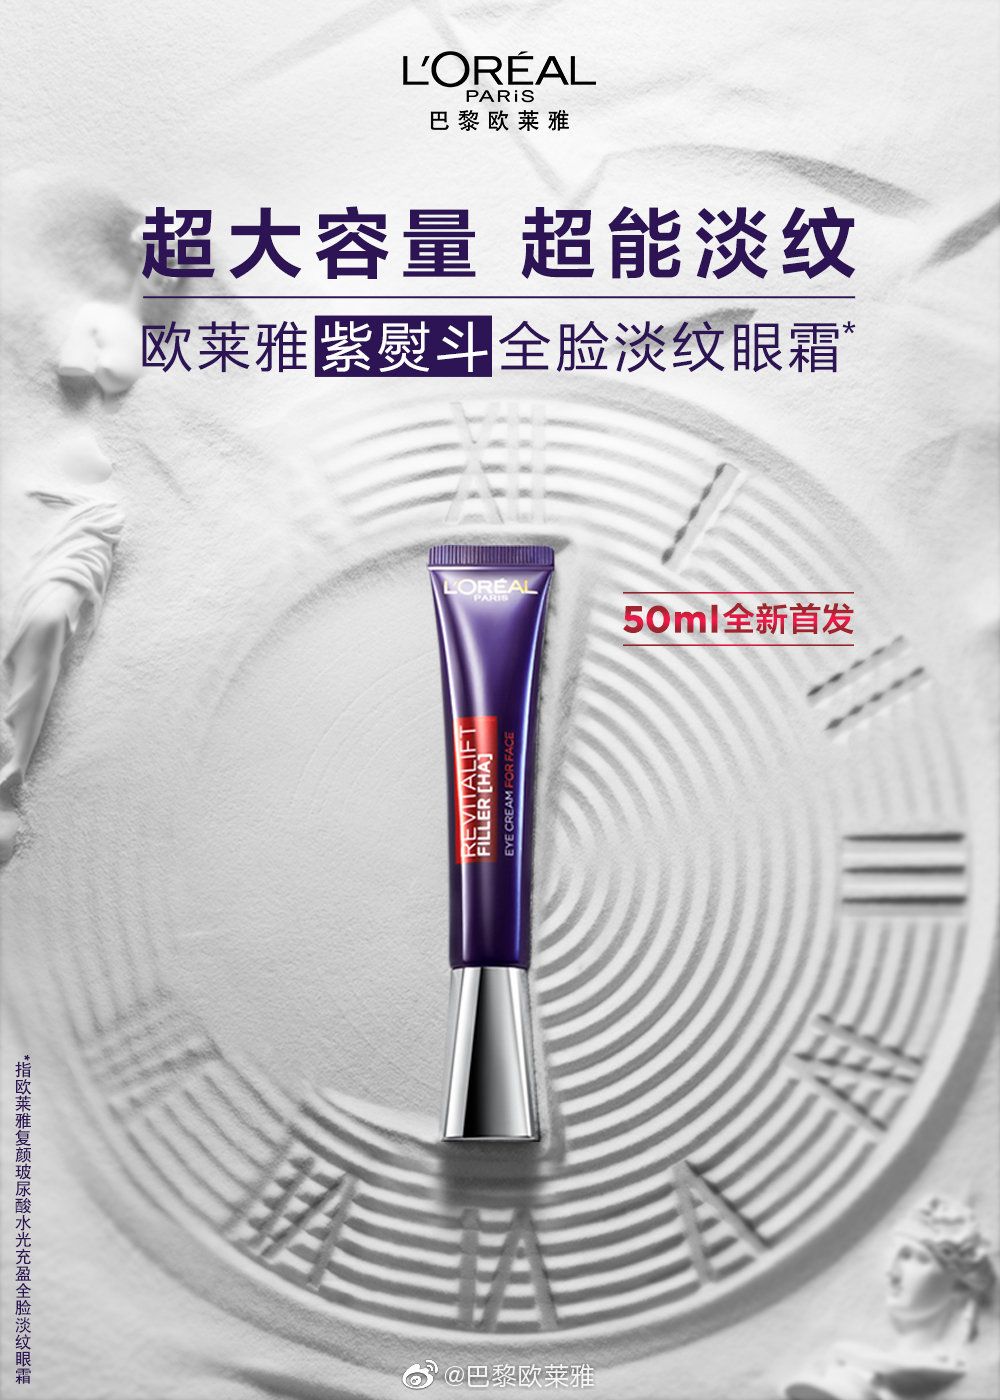 L'ORÉAL
PARiS
巴黎欧莱雅
超大容量 超能淡纹
欧莱雅紫熨斗全脸淡纹眼霜*
XII
I
L'ORÉAL
PARIS
50ml全新首发
II
REVITALIFT
FILLER [HA]
EYE CREAM FOR FACE
III
*指欧莱雅复颜玻尿酸水光充盈全脸淡纹眼霜
@巴黎欧莱雅